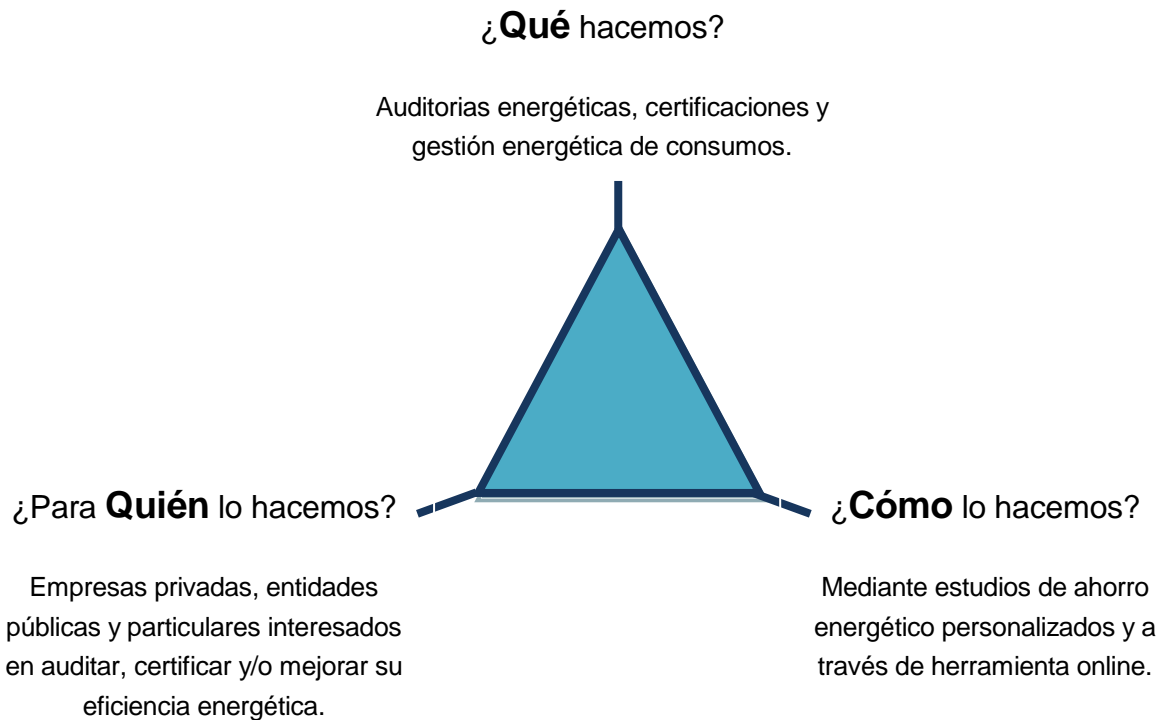 ¿Qué hacemos?
Auditorias energéticas, certificaciones y
gestión energética de consumos.
¿Para Quién lo hacemos?
Empresas privadas, entidades
públicas y particulares interesados
en auditar, certificar y/o mejorar su
eficiencia energética.
¿Cómo lo hacemos?
Mediante estudios de ahorro
energético personalizados y a
través de herramienta online.